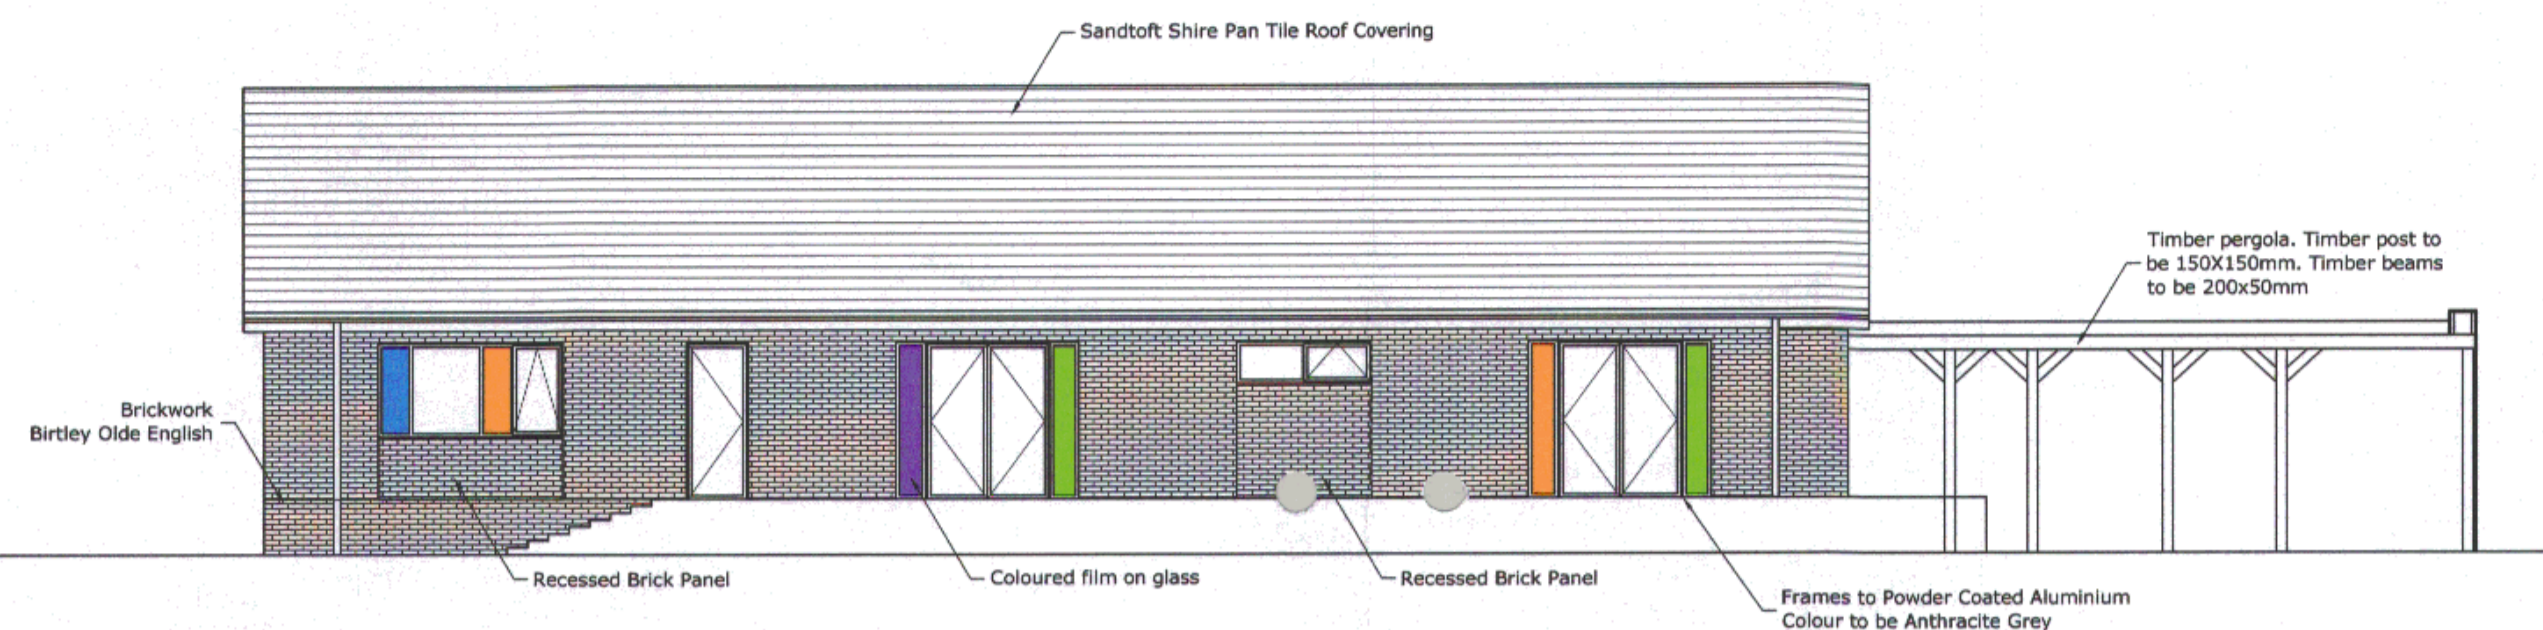 Sandtoft Shire Pan Tile Roof Covering
Timber pergola. Timber post to
be 150X150mm. Timber beams
to be 200x50mm
Brickwork
Birtley Olde English
Recessed Brick Panel
Coloured film on glass
Recessed Brick Panel
Frames to Powder Coated Aluminium
Colour to be Anthracite Grey